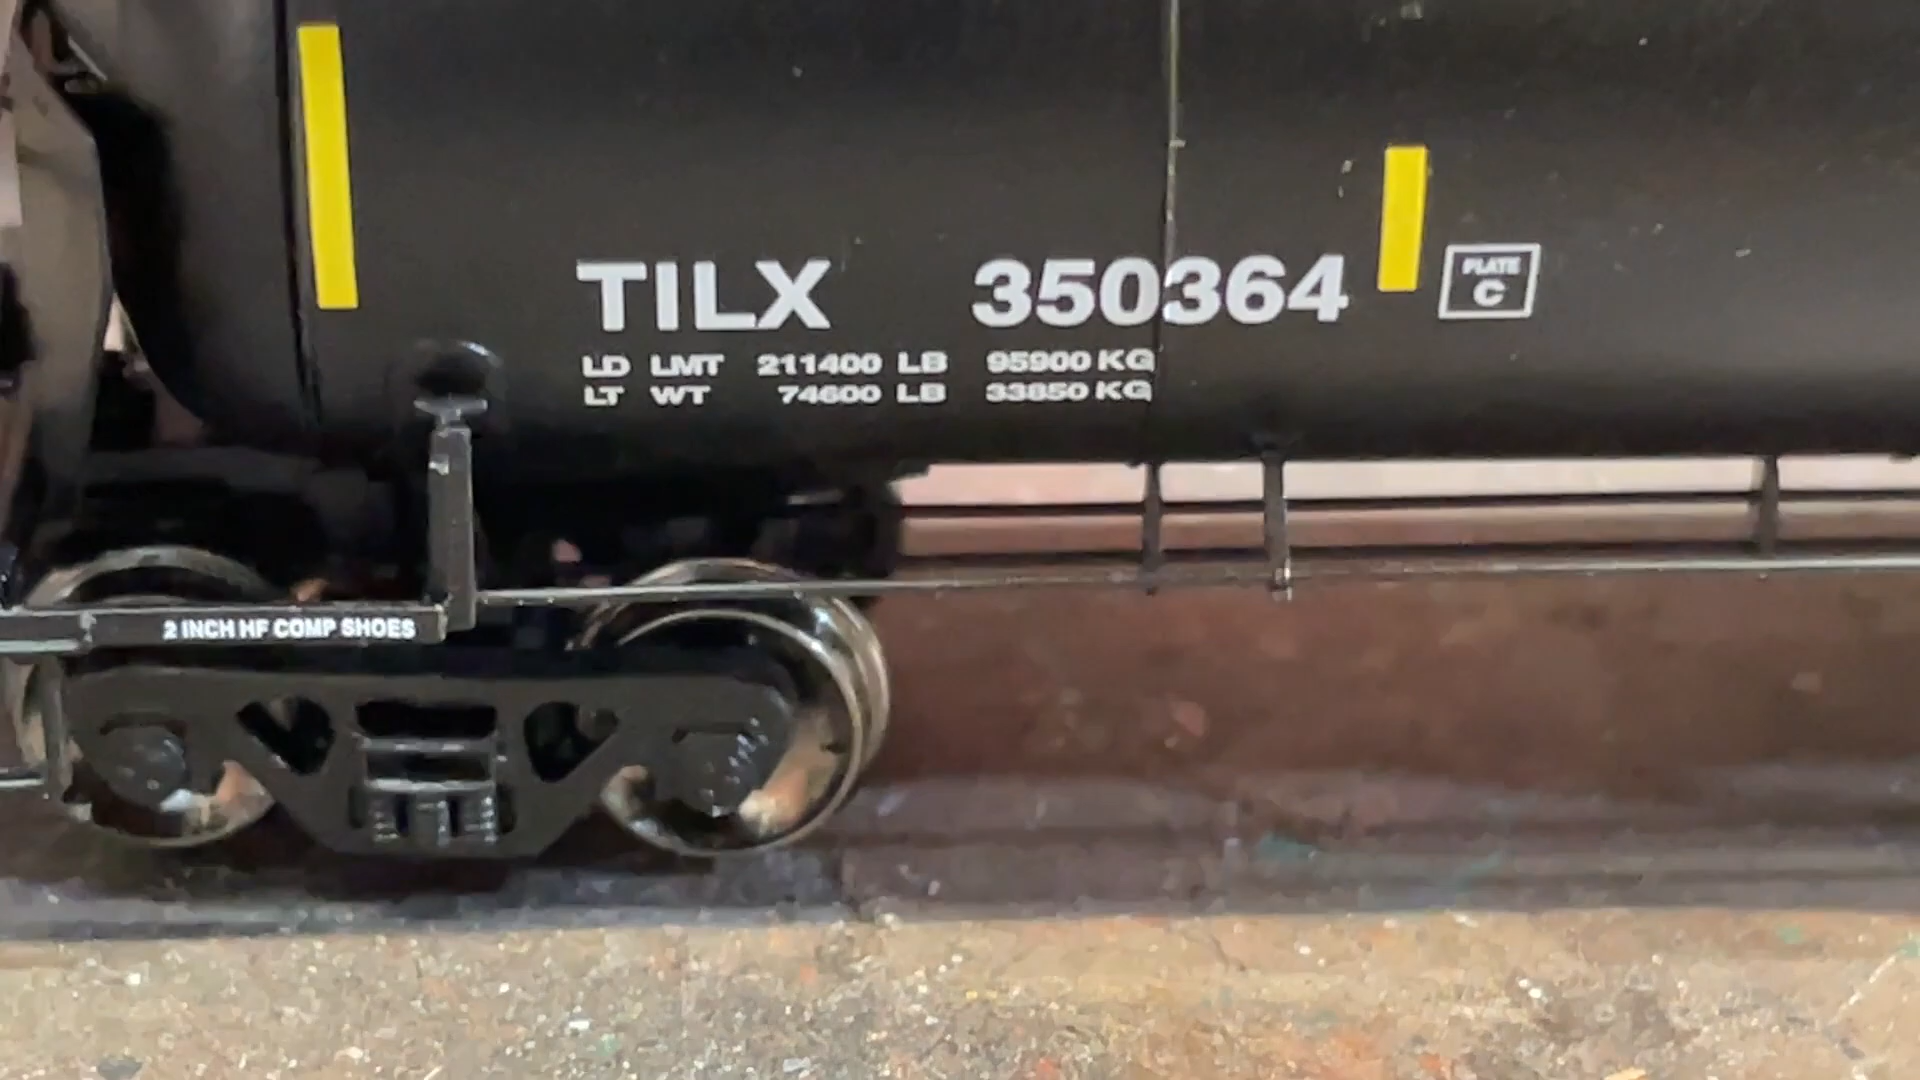 TILX 350364
PLATE
C
LD LMT 211400 LB 95900 KG
LT WT 74600 LB 33850 KG
2 INCH HF COMP SHOES